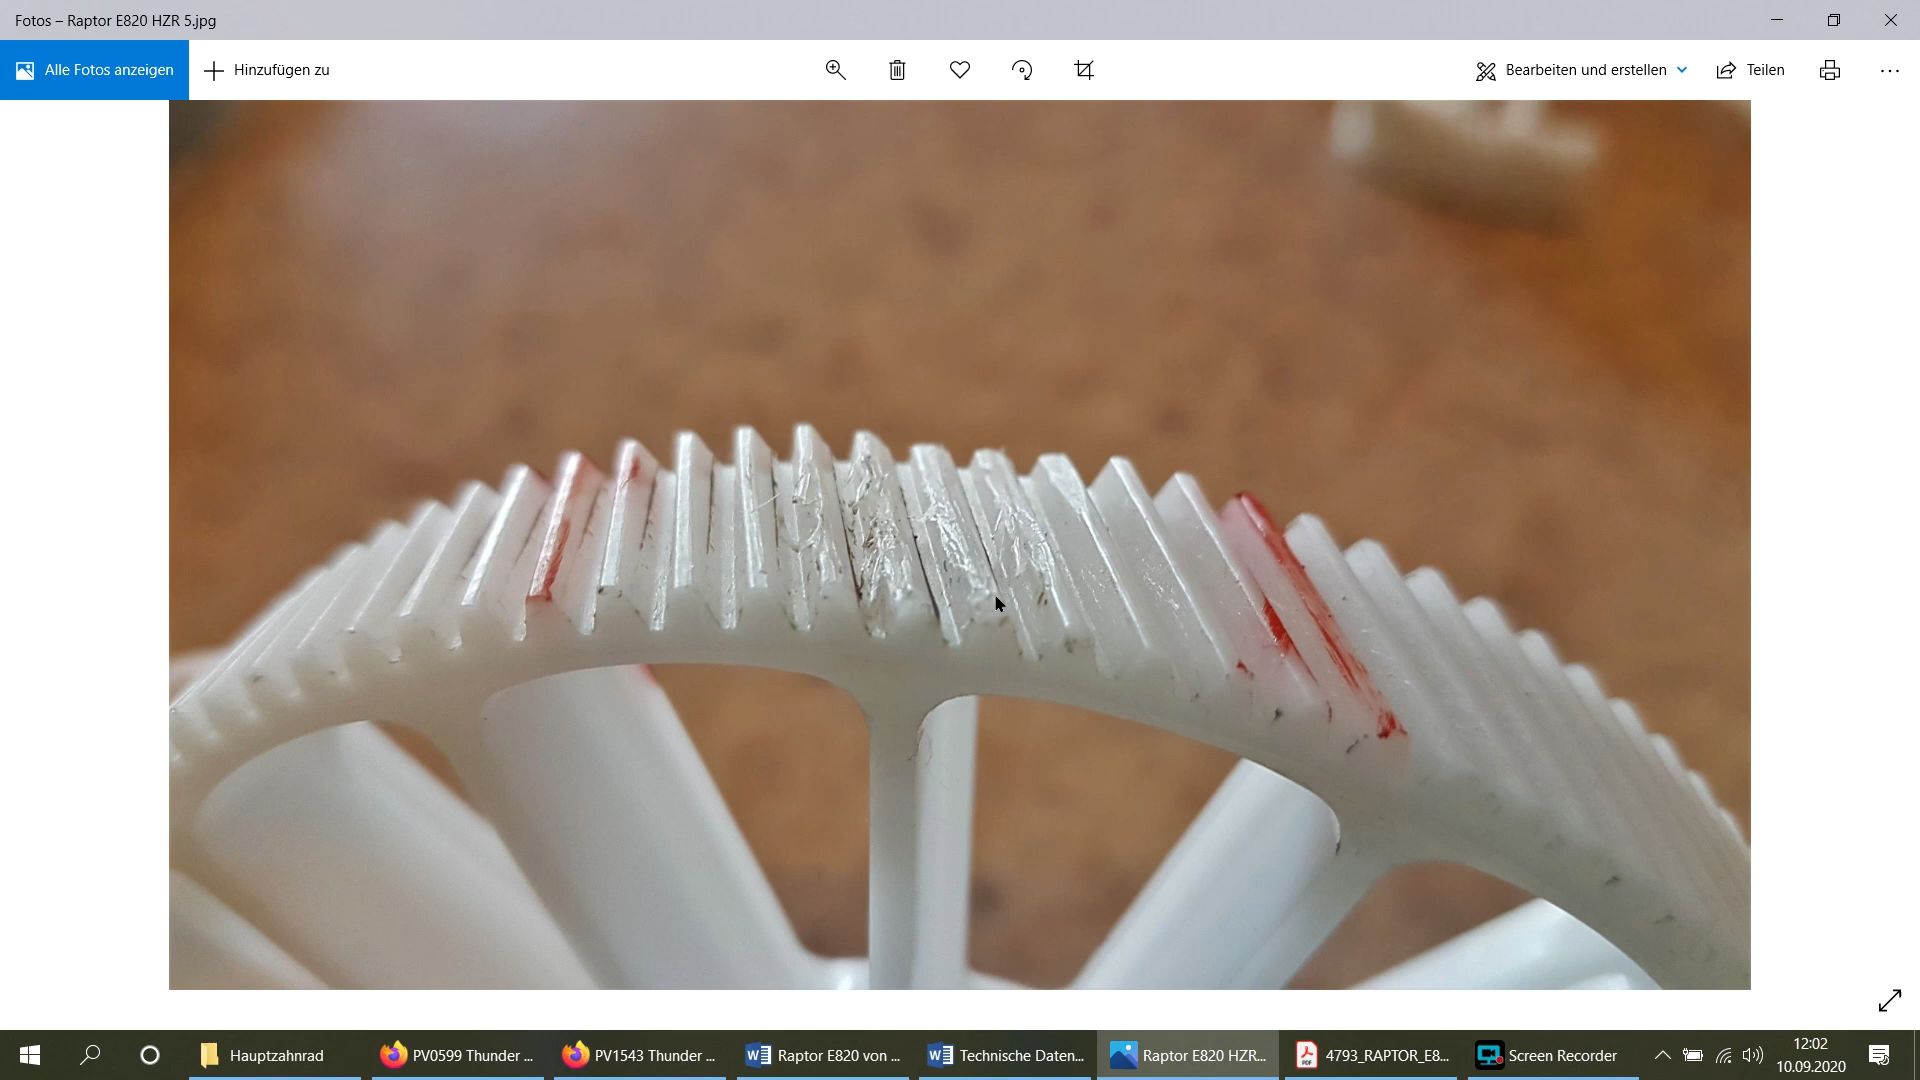 Fotos – Raptor E820 HZR 5.jpg
Alle Fotos anzeigen
Hinzufügen zu
Bearbeiten und erstellen
Teilen
Hauptzahnrad
PV0599 Thunder ...
PV1543 Thunder ...
Raptor E820 von ...
Technische Daten...
Raptor E820 HZR...
4793_RAPTOR_E8...
Screen Recorder
12:02
10.09.2020